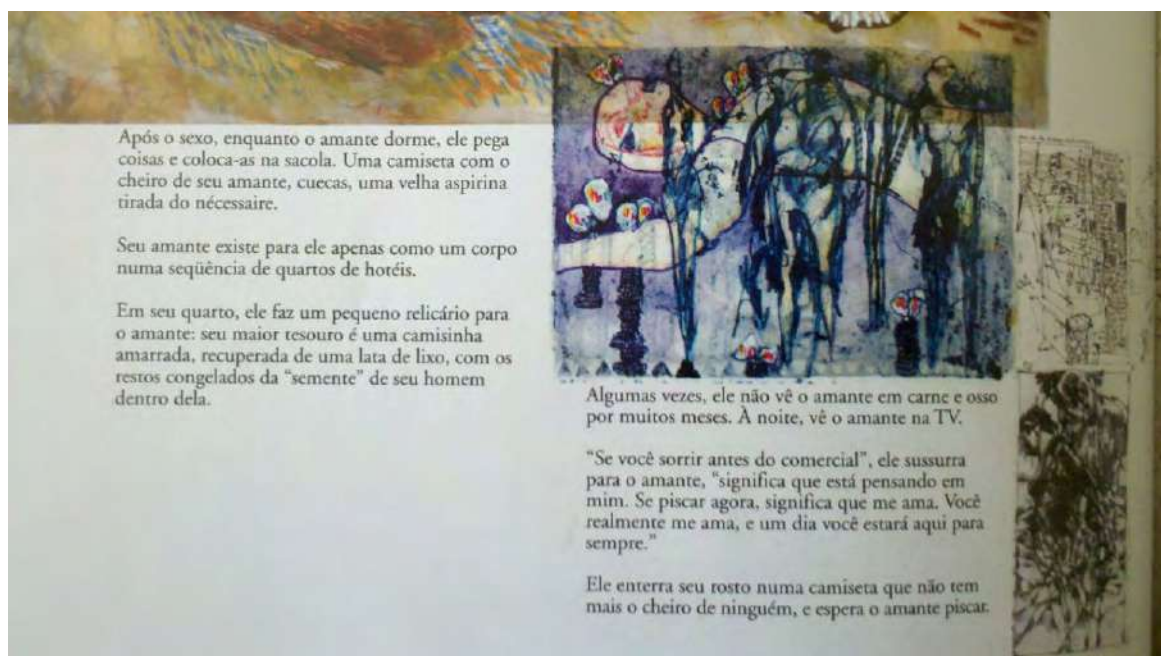 Após o sexo, enquanto o amante dorme, ele pega
coisas e coloca-as na sacola. Uma camiseta com o
cheiro de seu amante, cuecas, uma velha aspirina
tirada do nécessaire.
Seu amante existe para ele apenas como um corpo
numa seqüência de quartos de hotéis.
Em seu quarto, ele faz um pequeno relicário para
o amante: seu maior tesouro é uma camisinha
amarrada, recuperada de uma lata de lixo, com os
restos congelados da “semente” de seu homem
dentro dela.
Algumas vezes, ele não vê o amante em carne e osso
por muitos meses. À noite, vê o amante na TV.
“Se você sorrir antes do comercial”, ele sussurra
para o amante, “significa que está pensando em
mim. Se piscar agora, significa que me ama. Você
realmente me ama, e um dia você estará aqui para
sempre.”
Ele enterra seu rosto numa camiseta que não tem
mais o cheiro de ninguém, e espera o amante piscar.